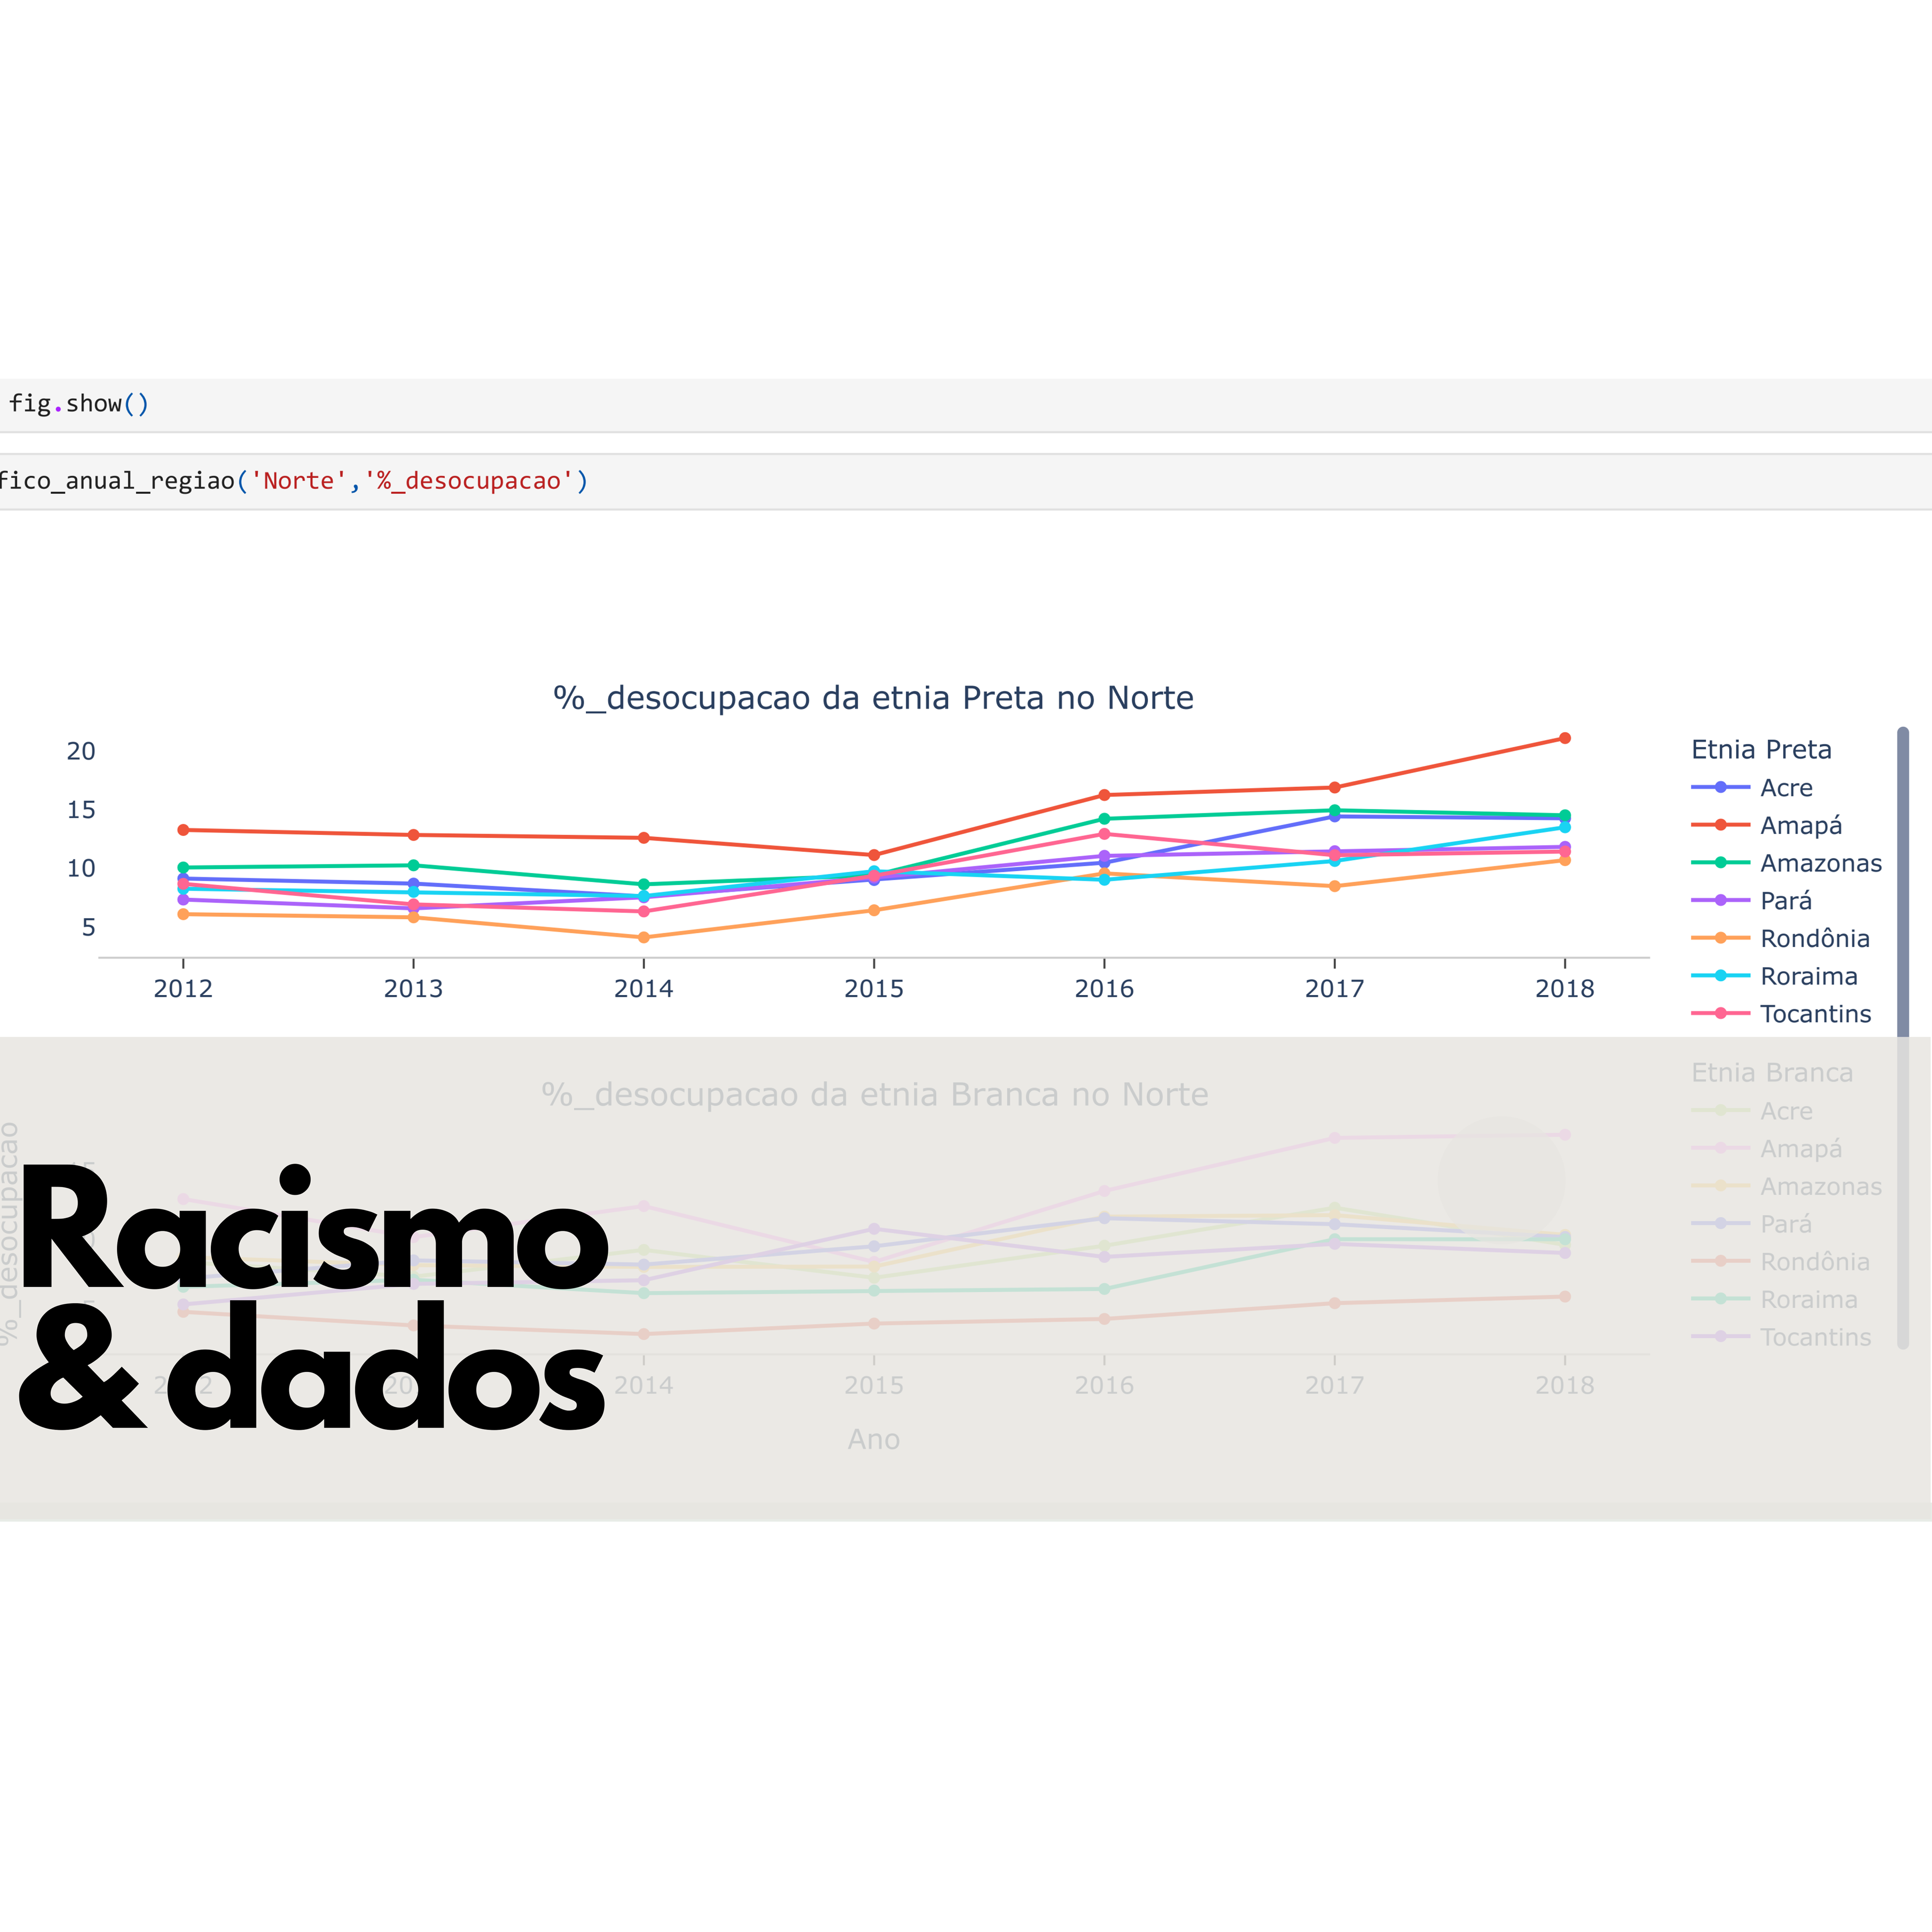 fig.show()
fico_anual_regiao('Norte','%_desocupacao')
%_desocupacao da etnia Preta no Norte
20
15
10
5
2012 2013 2014 2015 2016 2017 2018
Etnia Preta
Acre
Amapá
Amazonas
Pará
Rondônia
Roraima
Tocantins
%_desocupacao da etnia Branca no Norte
%_desocupacao
2014 2015 2016 2017 2018
Ano
Etnia Branca
Acre
Amapá
Amazonas
Pará
Rondônia
Roraima
Tocantins
Racismo
& dados